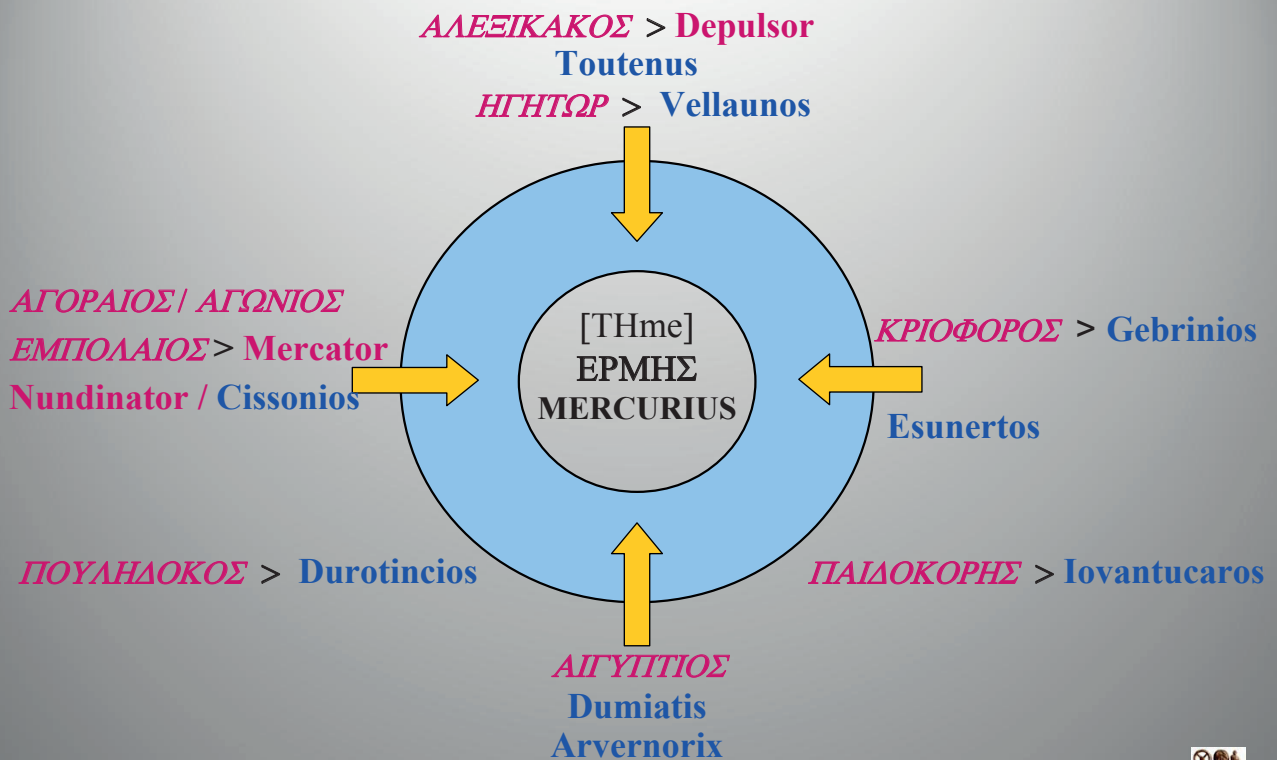 ΑΛΕΞΙΚΑΚΟΣ > Depulsor
Toutenus
ΗΓΗΤΩΡ > Vellaunos
ΑΓΟΡΑΙΟΣ / ΑΓΩΝΙΟΣ
ΕΜΠΟΛΑΙΟΣ > Mercator
Nundinator / Cissonios
[THme]
ΕΡΜΗΣ
MERCURIUS
ΚΡΙΟΦΟΡΟΣ > Gebrinios
Esunertos
ΠΟΥΛΗΔΟΚΟΣ > Durotincios
ΠΑΙΔΟΚΟΡΗΣ > Iovantucaros
ΑΙΓΥΠΤΙΟΣ
Dumiatis
Arvernorix